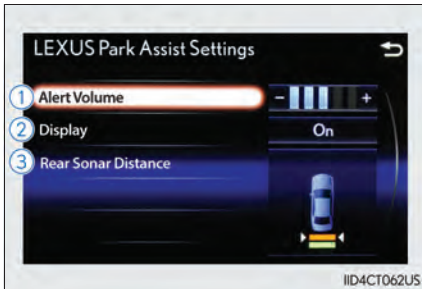 LEXUS Park Assist Settings
1 Alert Volume - +
2 Display On
3 Rear Sonar Distance
IID4CT062US